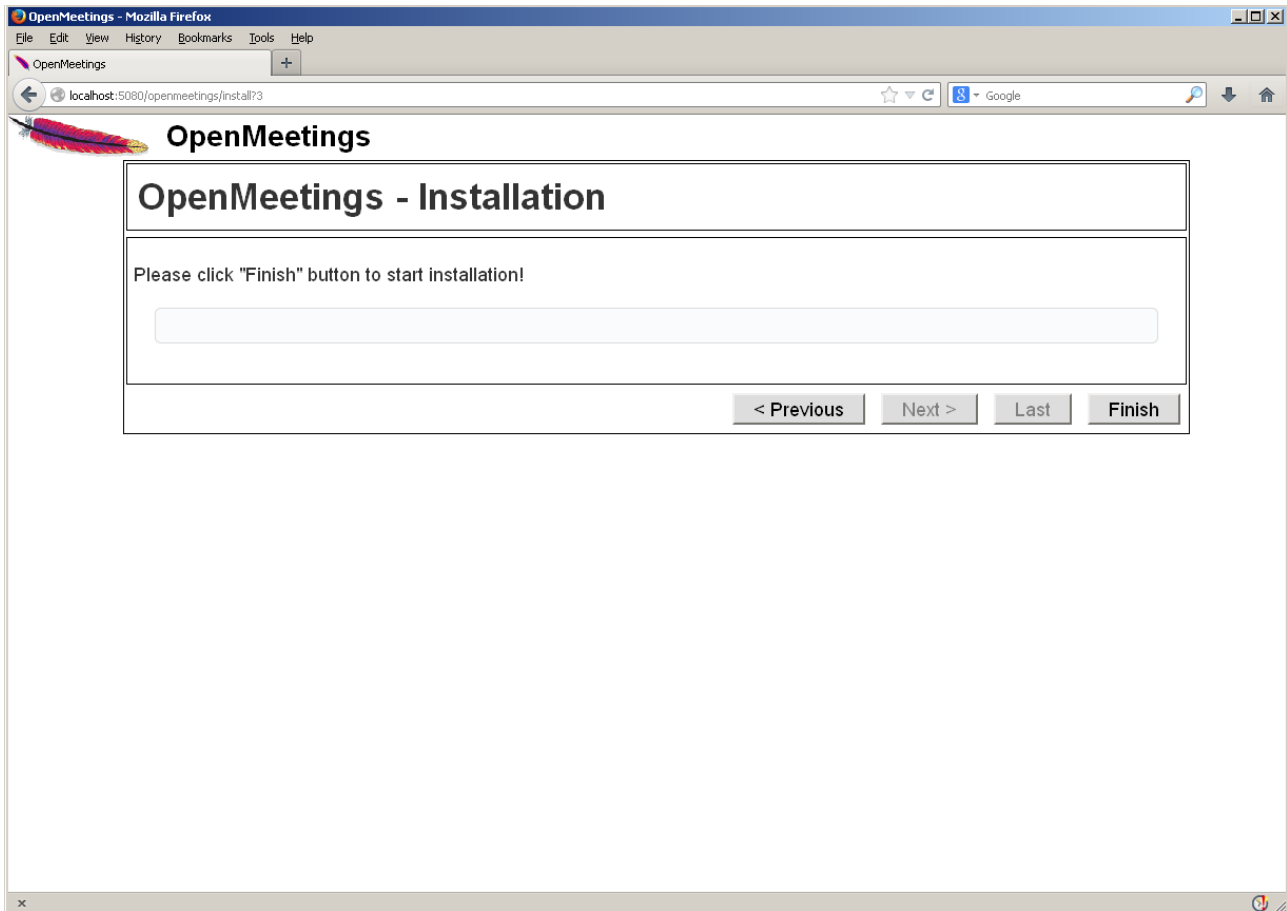 OpenMeetings - Mozilla Firefox
File Edit View History Bookmarks Tools Help
OpenMeetings +
localhost:5080/openmeetings/install?3 8 Google
OpenMeetings
OpenMeetings - Installation
Please click "Finish" button to start installation!
< Previous Next > Last Finish
x